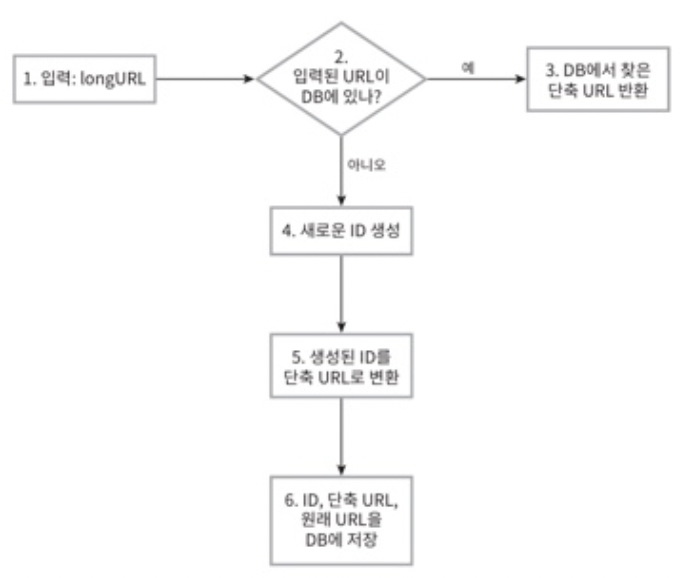 1. 입력: longURL
2.
입력된 URL이
DB에 있나?
예
3. DB에서 찾은
단축 URL 반환
아니오
4. 새로운 ID 생성
5. 생성된 ID를
단축 URL로 변환
6. ID, 단축 URL,
원래 URL을
DB에 저장